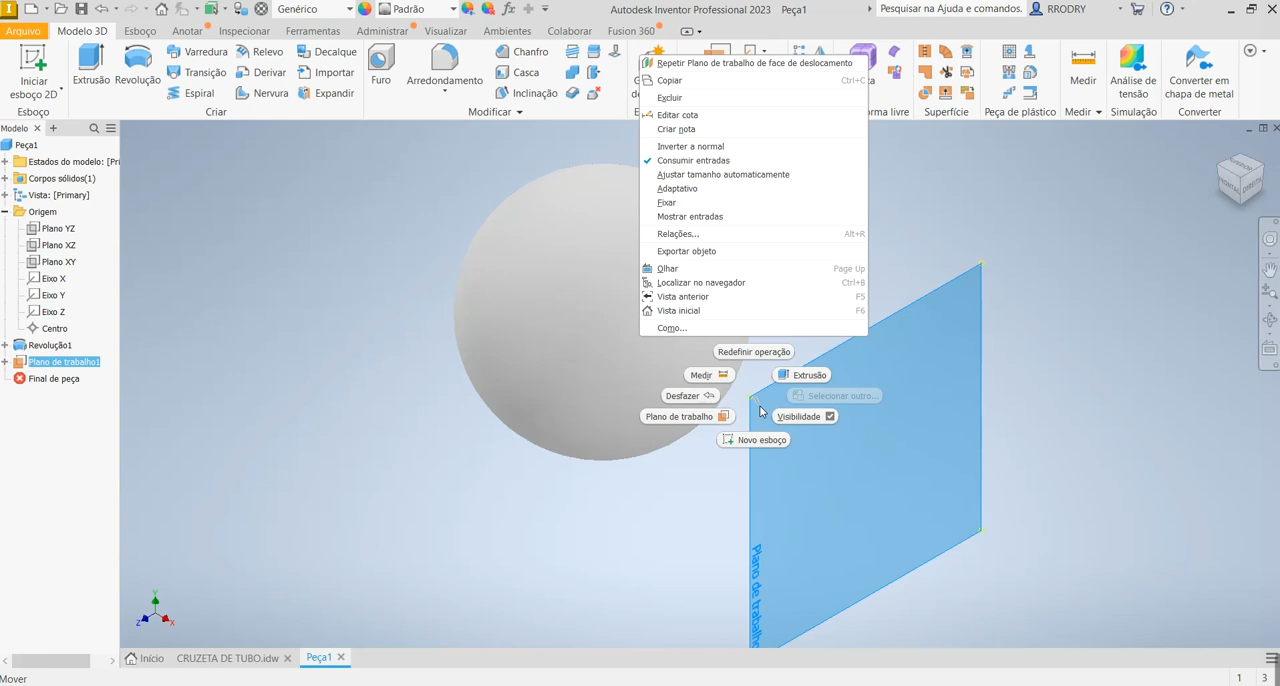 Genérico
Padrão
Autodesk Inventor Professional 2023 Peça1
Pesquisar na Ajuda e comandos.
RRODRY
Arquivo
Modelo 3D
Esboço
Anotar
Inspecionar
Ferramentas
Administrar
Visualizar
Ambientes
Colaborar
Fusion 360
Iniciar
esboço 2D
Extrusão
Revolução
Varredura
Transição
Espiral
Relevo
Derivar
Nervura
Decalque
Importar
Expandir
Furo
Arredondamento
Chanfro
Casca
Inclinação
Medir
Análise de
tensão
Converter em
chapa de metal
Esboço
Criar
Modificar
orma livre
Superfície
Peça de plástico
Medir
Simulação
Converter
Modelo
Peça1
Estados do modelo: [Pri
Corpos sólidos(1)
Vista: [Primary]
Origem
Plano YZ
Plano XZ
Plano XY
Eixo X
Eixo Y
Eixo Z
Centro
Revolução1
Plano de trabalho1
Final de peça
Repetir Plano de trabalho de face de deslocamento
Copiar Ctrl+C
Excluir
Editar cota
Criar nota
Inverter a normal
Consumir entradas
Ajustar tamanho automaticamente
Adaptativo
Fixar
Mostrar entradas
Relações... Alt+R
Exportar objeto
Olhar Page Up
Localizar no navegador Ctrl+B
Vista anterior F5
Vista inicial F6
Como...
Redefinir operação
Medir
Extrusão
Desfazer
Selecionar outro...
Plano de trabalho
Visibilidade
Novo esboço
SUPERIOR
FRONTAL
DIREITA
Plano de trabalho
Y
Z
X
Início
CRUZETA DE TUBO.idw
Peça1
Mover
1
3